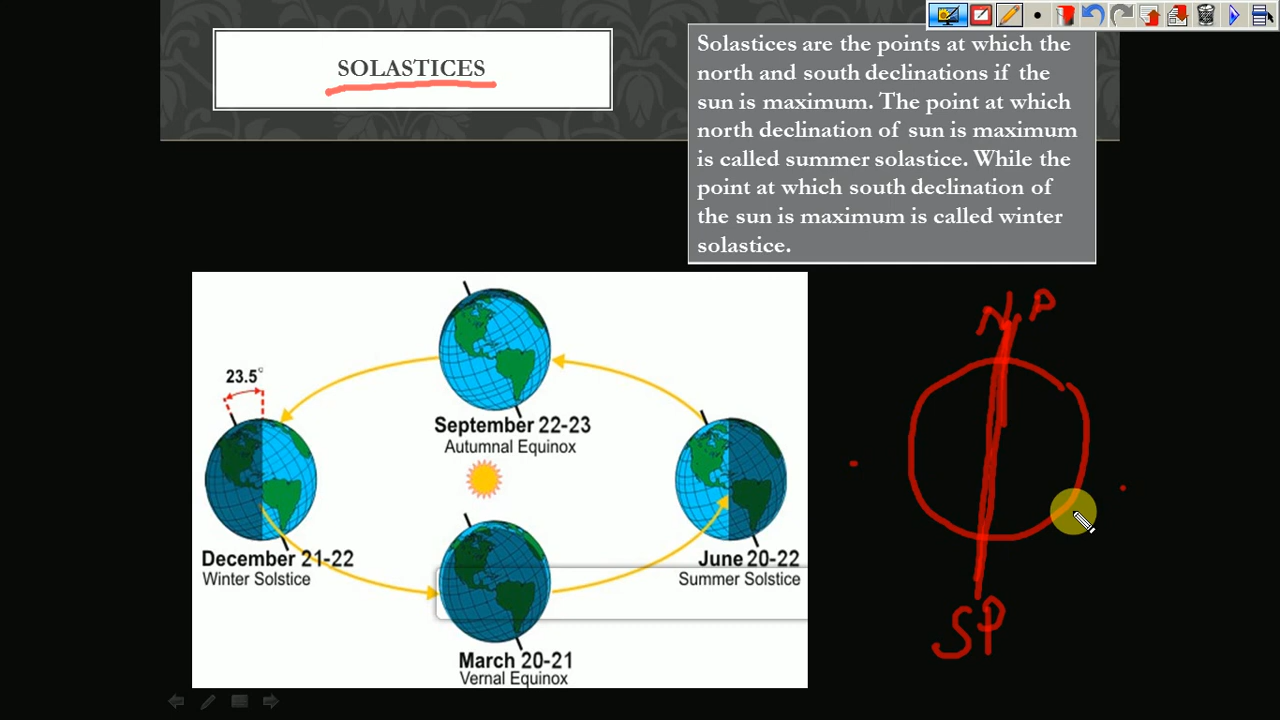 SOLASTICES
Solastices are the points at which the
north and south declinations if the
sun is maximum. The point at which
north declination of sun is maximum
is called summer solastice. While the
point at which south declination of
the sun is maximum is called winter
solastice.
23.5°
September 22-23
Autumnal Equinox
December 21-22
Winter Solstice
June 20-22
Summer Solstice
March 20-21
Vernal Equinox
NP
SP